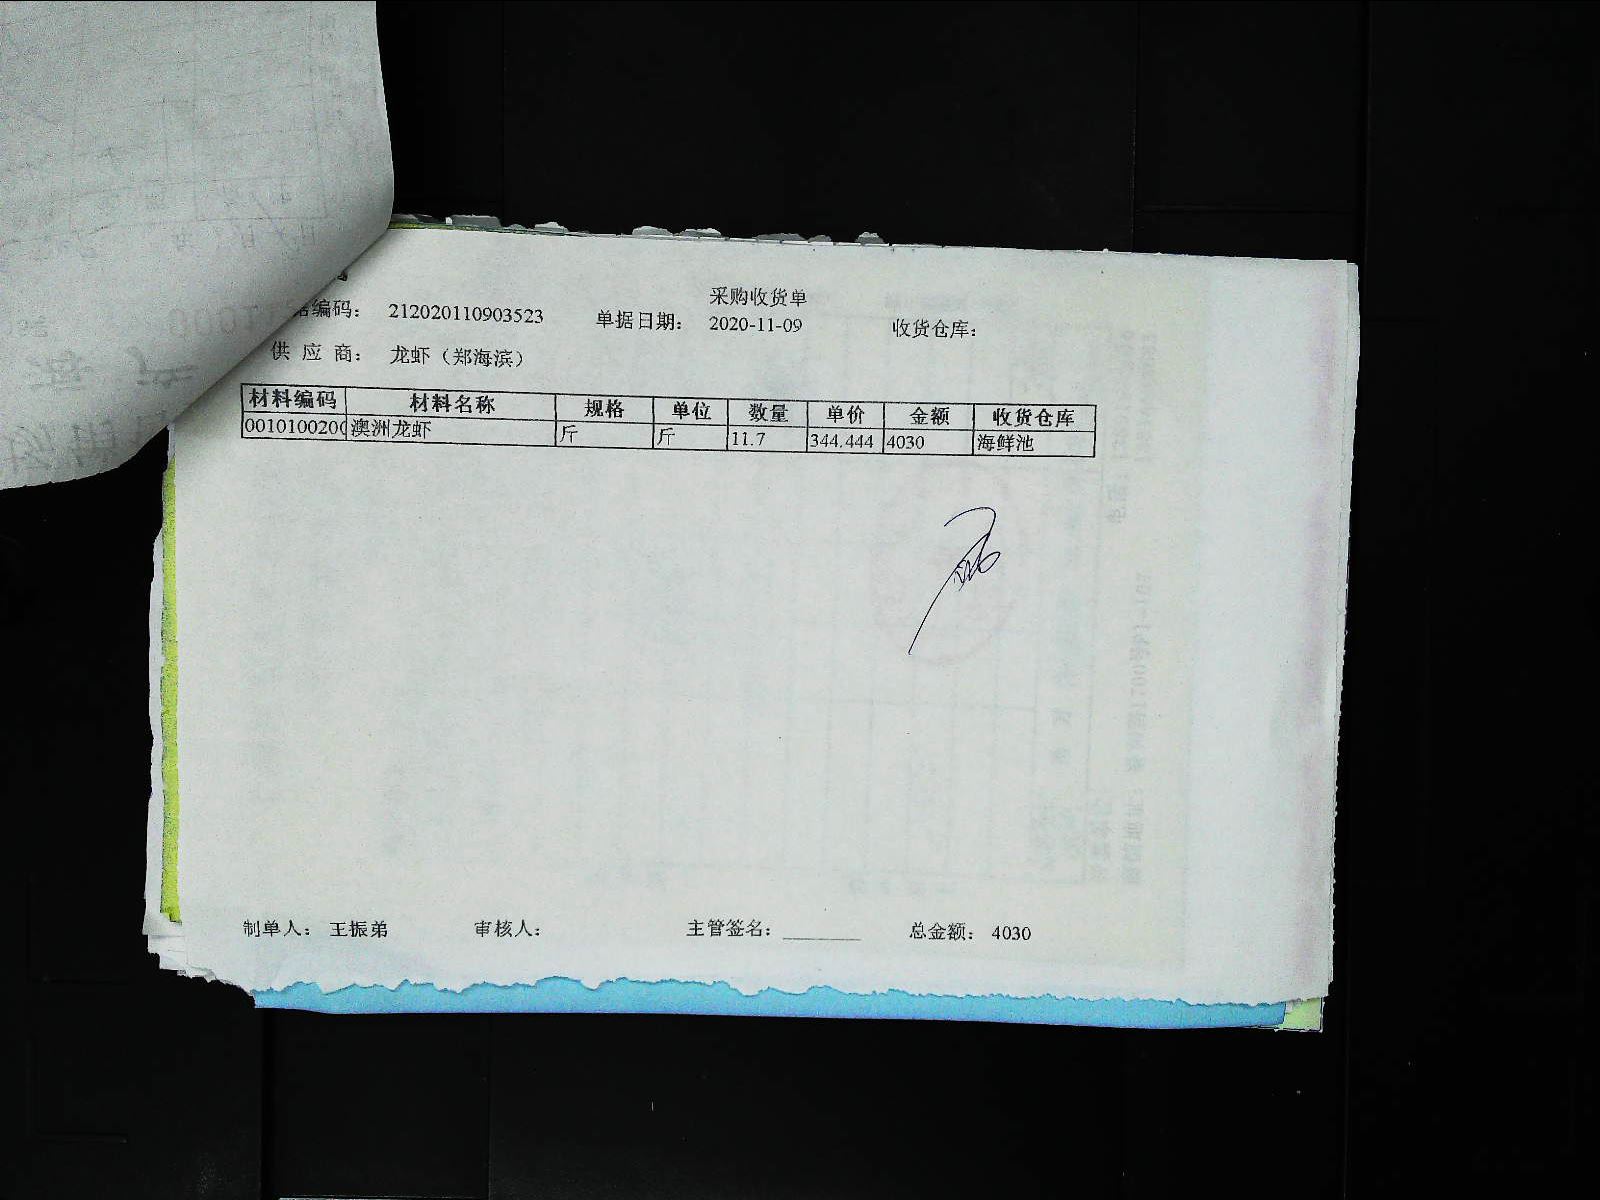 采购收货单
编码： 212020110903523 单据日期： 2020-11-09 收货仓库：
供 应 商： 龙虾（郑海滨）
材料编码 材料名称 规格 单位 数量 单价 金额 收货仓库
0010100200 澳洲龙虾 斤 斤 11.7 344.444 4030 海鲜池
制单人： 王振弟 审核人： 主管签名：________ 总金额： 4030